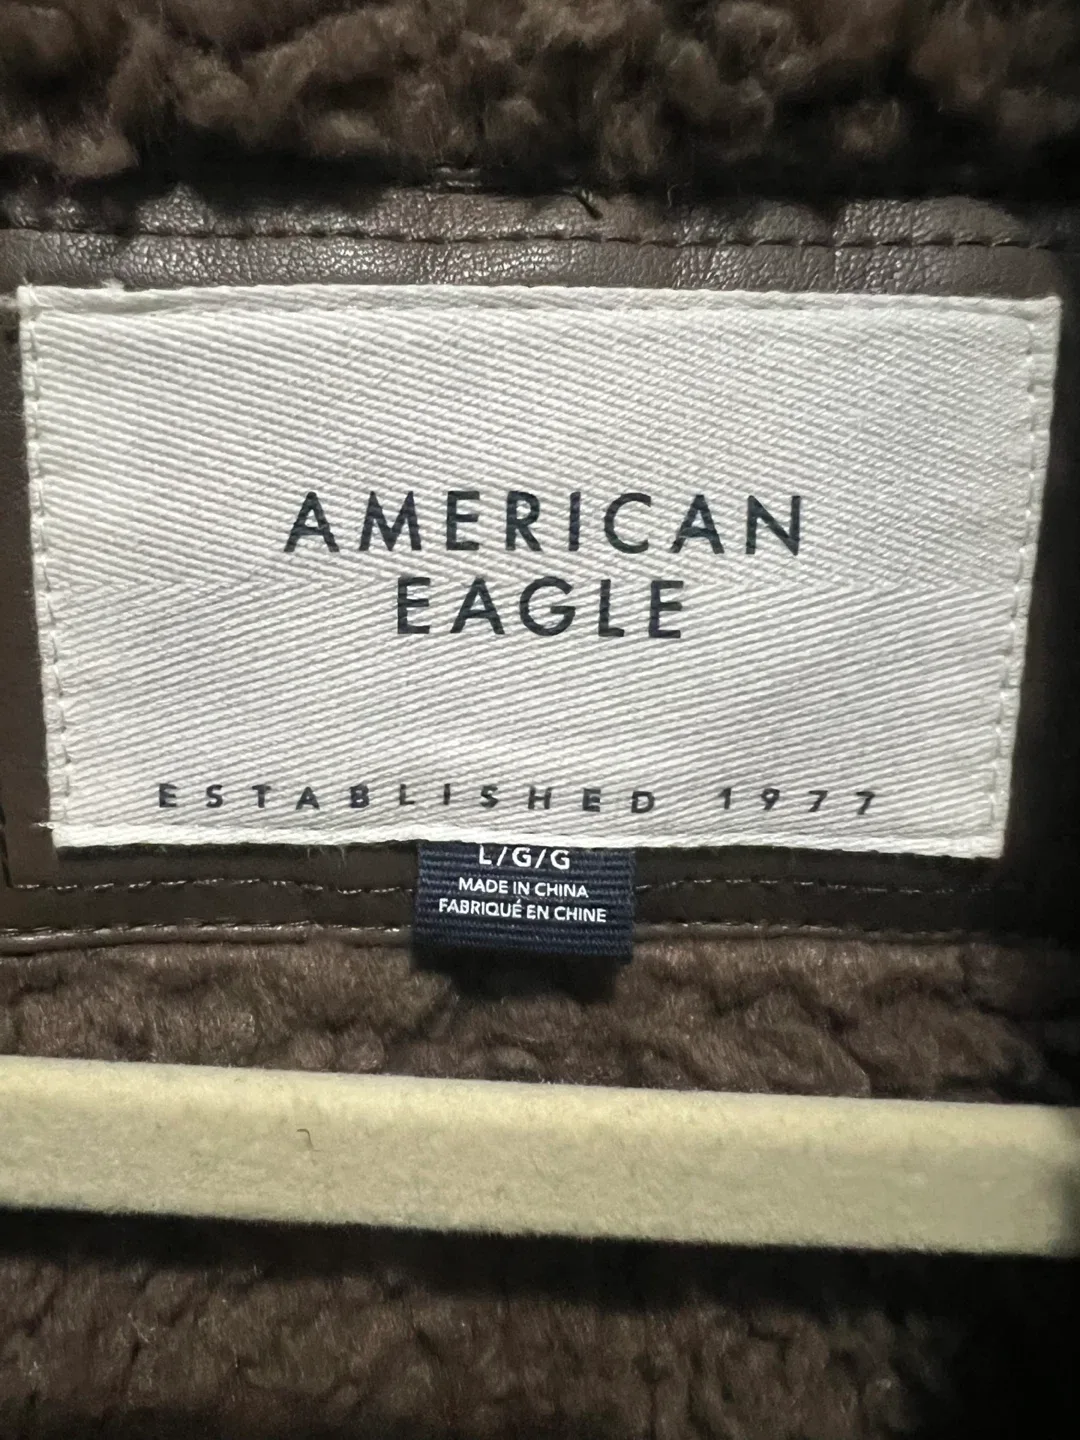 AMERICAN
EAGLE
ESTABLISHED 1977
L/G/G
MADE IN CHINA
FABRIQUÉ EN CHINE